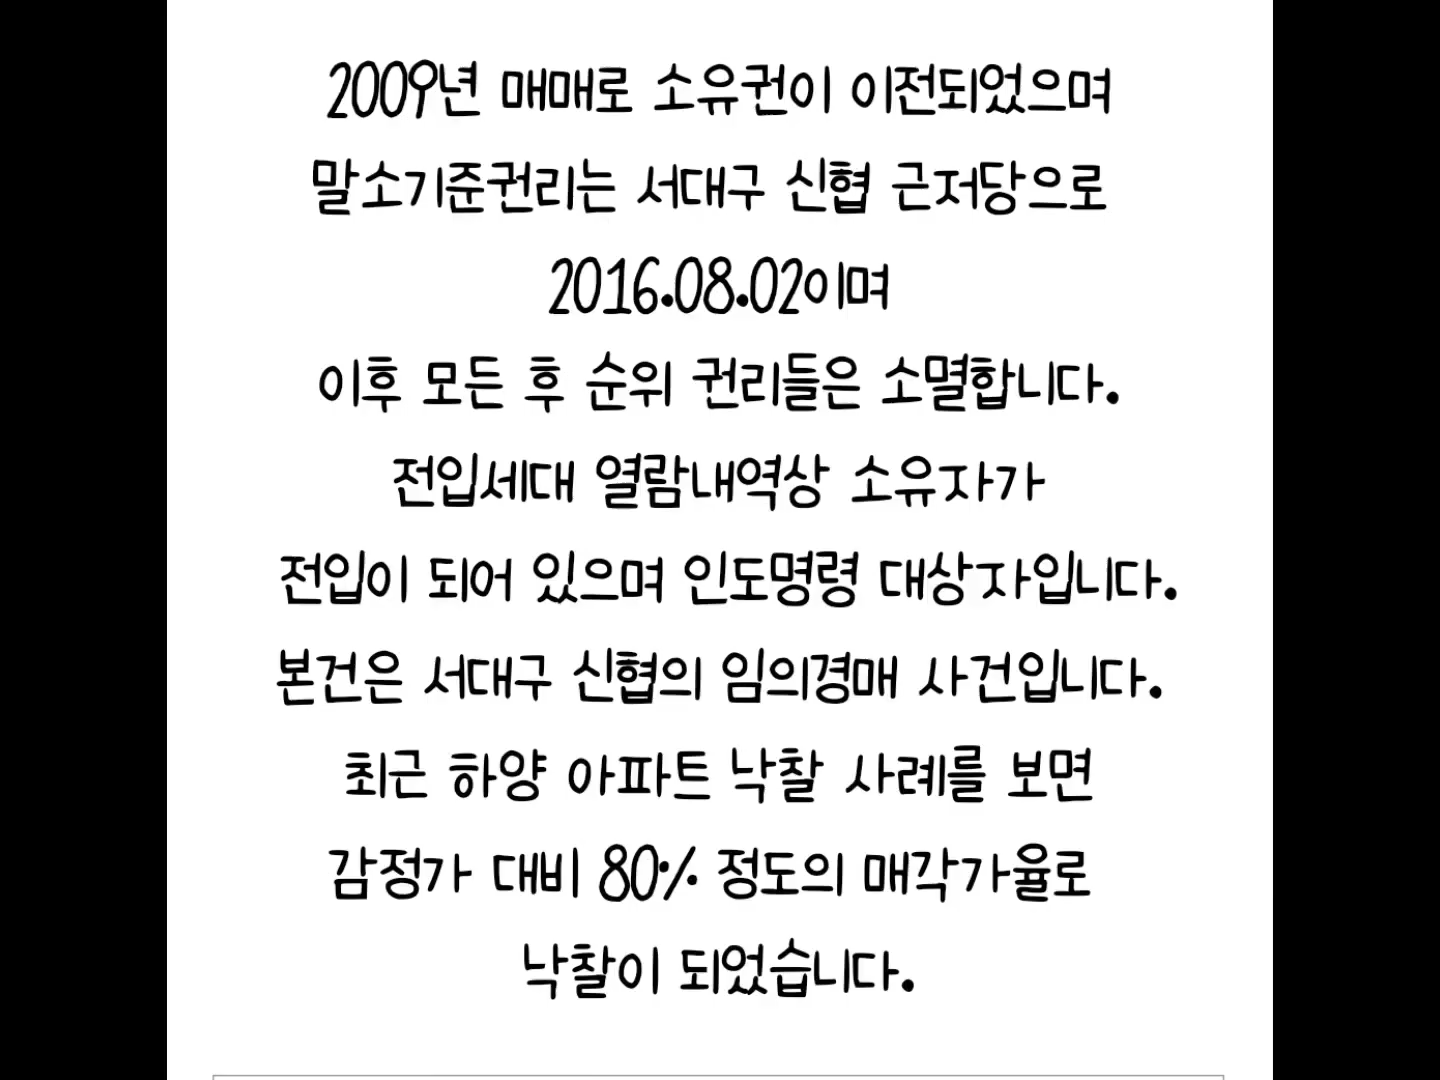 2009년 매매로 소유권이 이전되었으며
말소기준권리는 서대구 신협 근저당으로
2016.08.02이며
이후 모든 후 순위 권리들은 소멸합니다.
전입세대 열람내역상 소유자가
전입이 되어 있으며 인도명령 대상자입니다.
본건은 서대구 신협의 임의경매 사건입니다.
최근 하양 아파트 낙찰 사례를 보면
감정가 대비 80% 정도의 매각가율로
낙찰이 되었습니다.